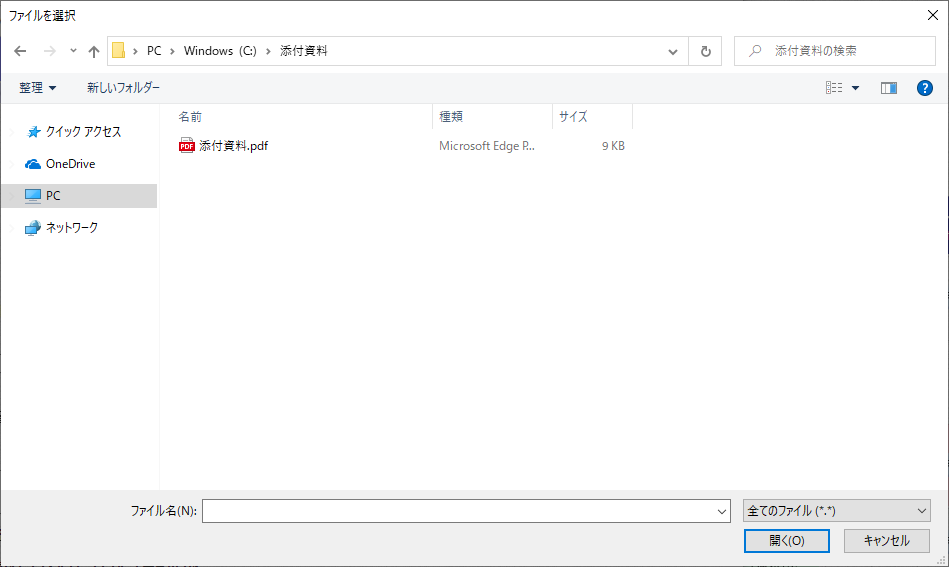 ファイルを選択
PC > Windows (C:) > 添付資料
添付資料の検索
整理 新しいフォルダー ?
名前 種類 サイズ
PDF 添付資料.pdf Microsoft Edge P... 9 KB
クイック アクセス
OneDrive
PC
ネットワーク
ファイル名(N):
全てのファイル (*.*)
開く(O) キャンセル